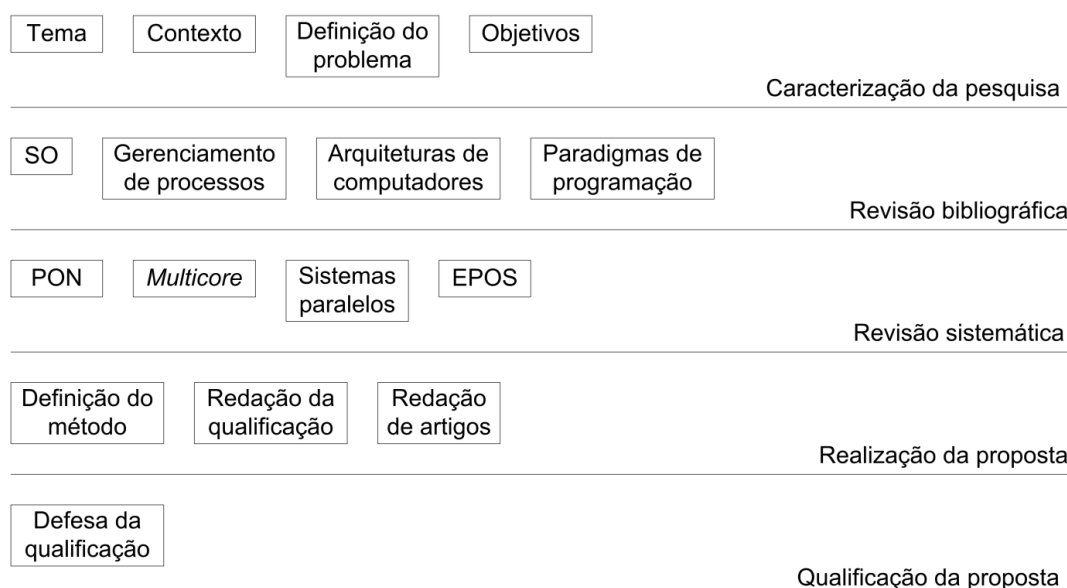 Tema
Contexto
Definição do
problema
Objetivos
Caracterização da pesquisa
SO
Gerenciamento
de processos
Arquiteturas de
computadores
Paradigmas de
programação
Revisão bibliográfica
PON
Multicore
Sistemas
paralelos
EPOS
Revisão sistemática
Definição do
método
Redação da
qualificação
Redação
de artigos
Realização da proposta
Defesa da
qualificação
Qualificação da proposta